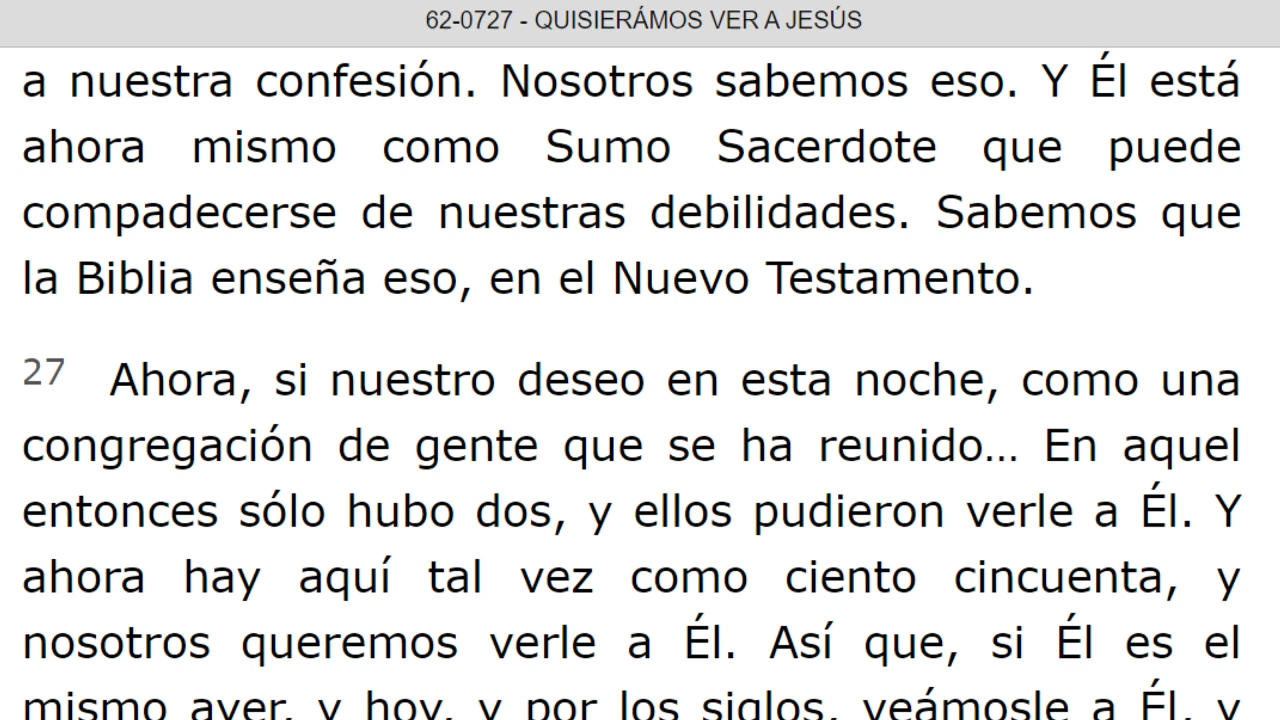 62-0727 - QUISIERÁMOS VER A JESÚS
a nuestra confesión. Nosotros sabemos eso. Y Él está
ahora mismo como Sumo Sacerdote que puede
compadecerse de nuestras debilidades. Sabemos que
la Biblia enseña eso, en el Nuevo Testamento.
27 Ahora, si nuestro deseo en esta noche, como una
congregación de gente que se ha reunido… En aquel
entonces sólo hubo dos, y ellos pudieron verle a Él. Y
ahora hay aquí tal vez como ciento cincuenta, y
nosotros queremos verle a Él. Así que, si Él es el
mismo ayer, y hoy, y por los siglos, veámosle a Él, y